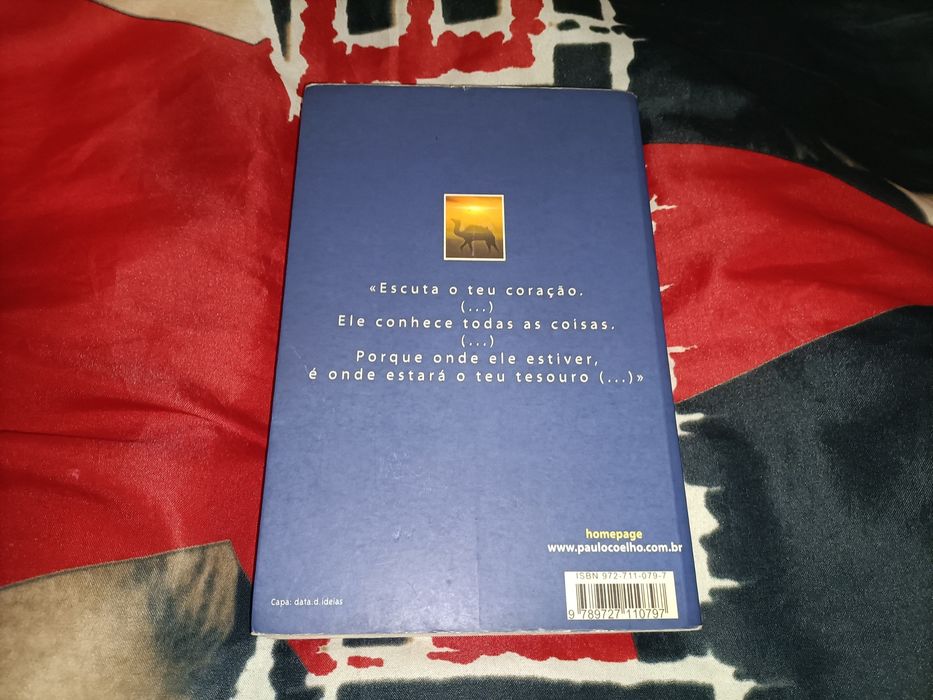 «Escuta o teu coração.
(...)
Ele conhece todas as coisas.
(...)
Porque onde ele estiver,
é onde estará o teu tesouro (...)»
homepage
www.paulocoelho.com.br
ISBN 972-711-079-7
9 789727 110797
Capa: data.d.ideias